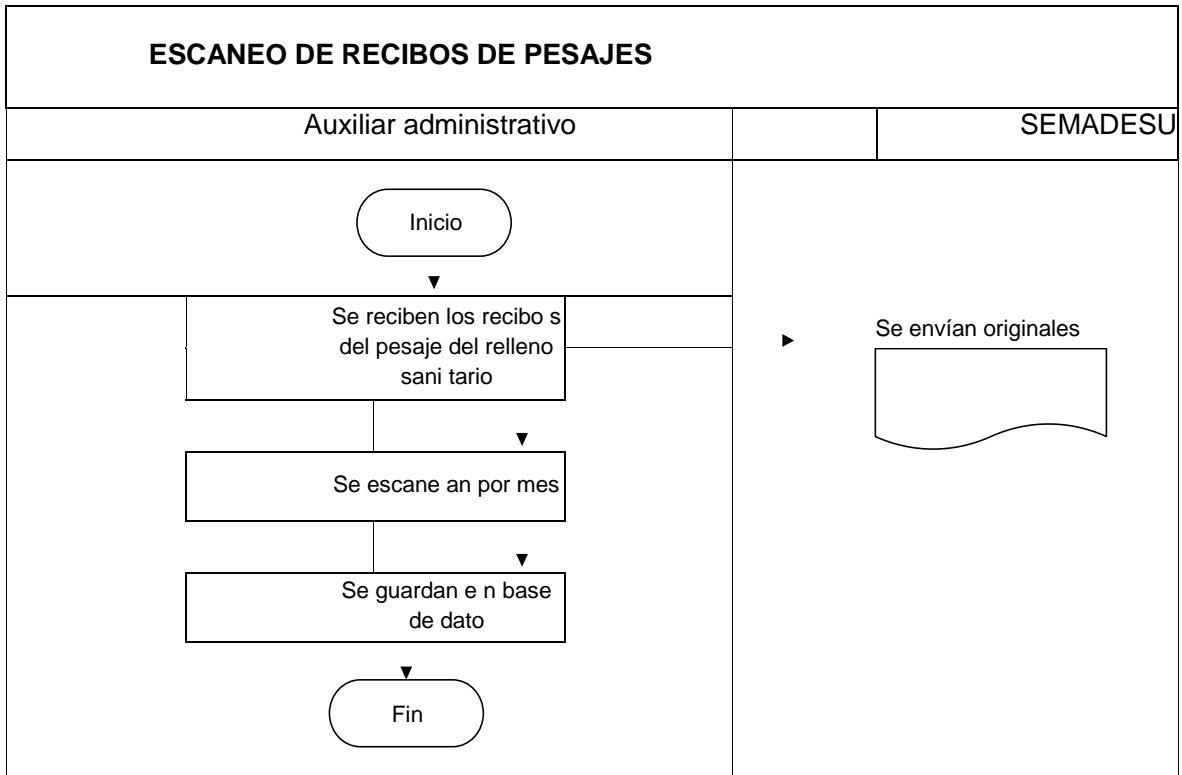 ESCANEO DE RECIBOS DE PESAJES
Auxiliar administrativo
SEMADESU
Inicio
Se reciben los recibo s
del pesaje del relleno
sani tario
Se envían originales
Se escane an por mes
Se guardan e n base
de dato
Fin